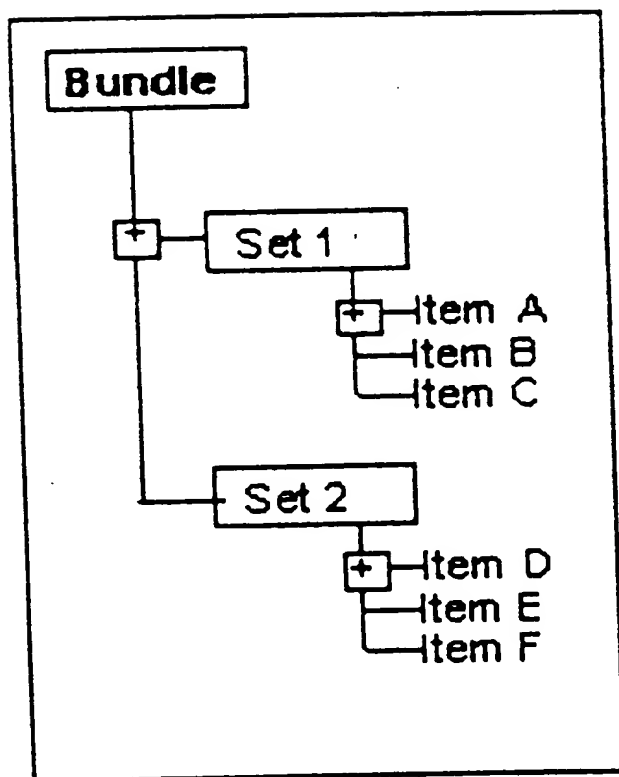 Bundle
+
Set 1
+
Item A
Item B
Item C
Set 2
+
Item D
Item E
Item F